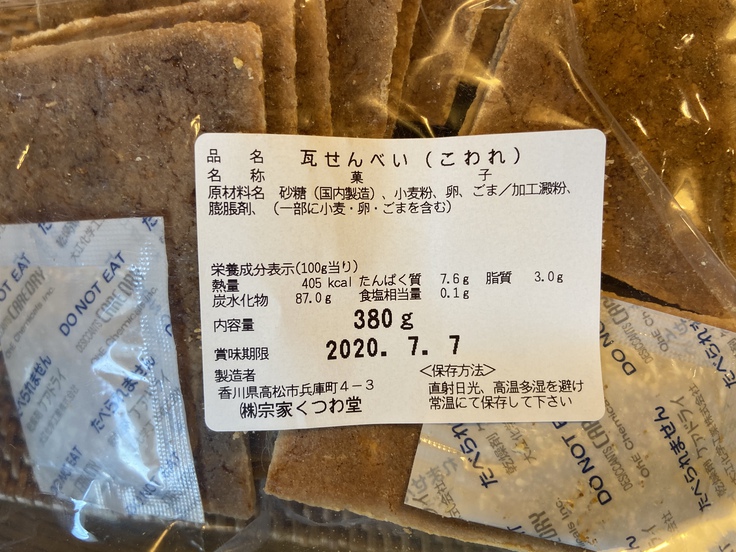 品名 瓦せんべい（こわれ）
名称 菓子
原材料名 砂糖（国内製造）、小麦粉、卵、ごま／加工澱粉、
膨脹剤、（一部に小麦・卵・ごまを含む）
栄養成分表示(100g当り)
熱量 405 kcal たんぱく質 7.6g 脂質 3.0g
炭水化物 87.0g 食塩相当量 0.1g
内容量 380g
賞味期限 2020. 7. 7
製造者 ＜保存方法＞
香川県高松市兵庫町４－３ 直射日光、高温多湿を避け
㈱宗家くつわ堂 常温にて保存して下さい
DO NOT EAT
DO NOT EAT
たべられません
DO NOT
たべられません